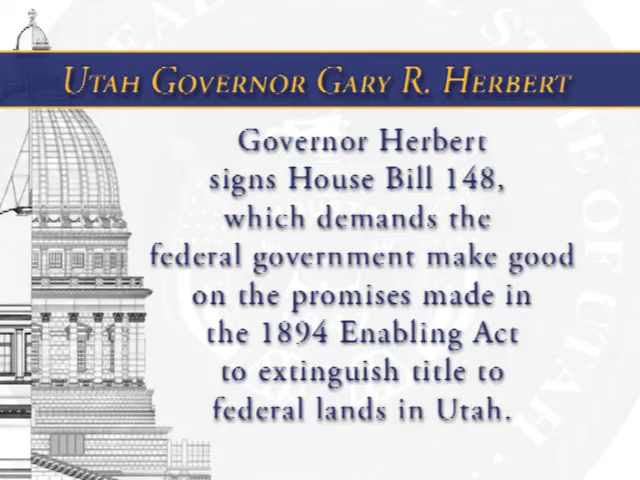 UTAH GOVERNOR GARY R. HERBERT
Governor Herbert
signs House Bill 148,
which demands the
federal government make good
on the promises made in
the 1894 Enabling Act
to extinguish title to
federal lands in Utah.